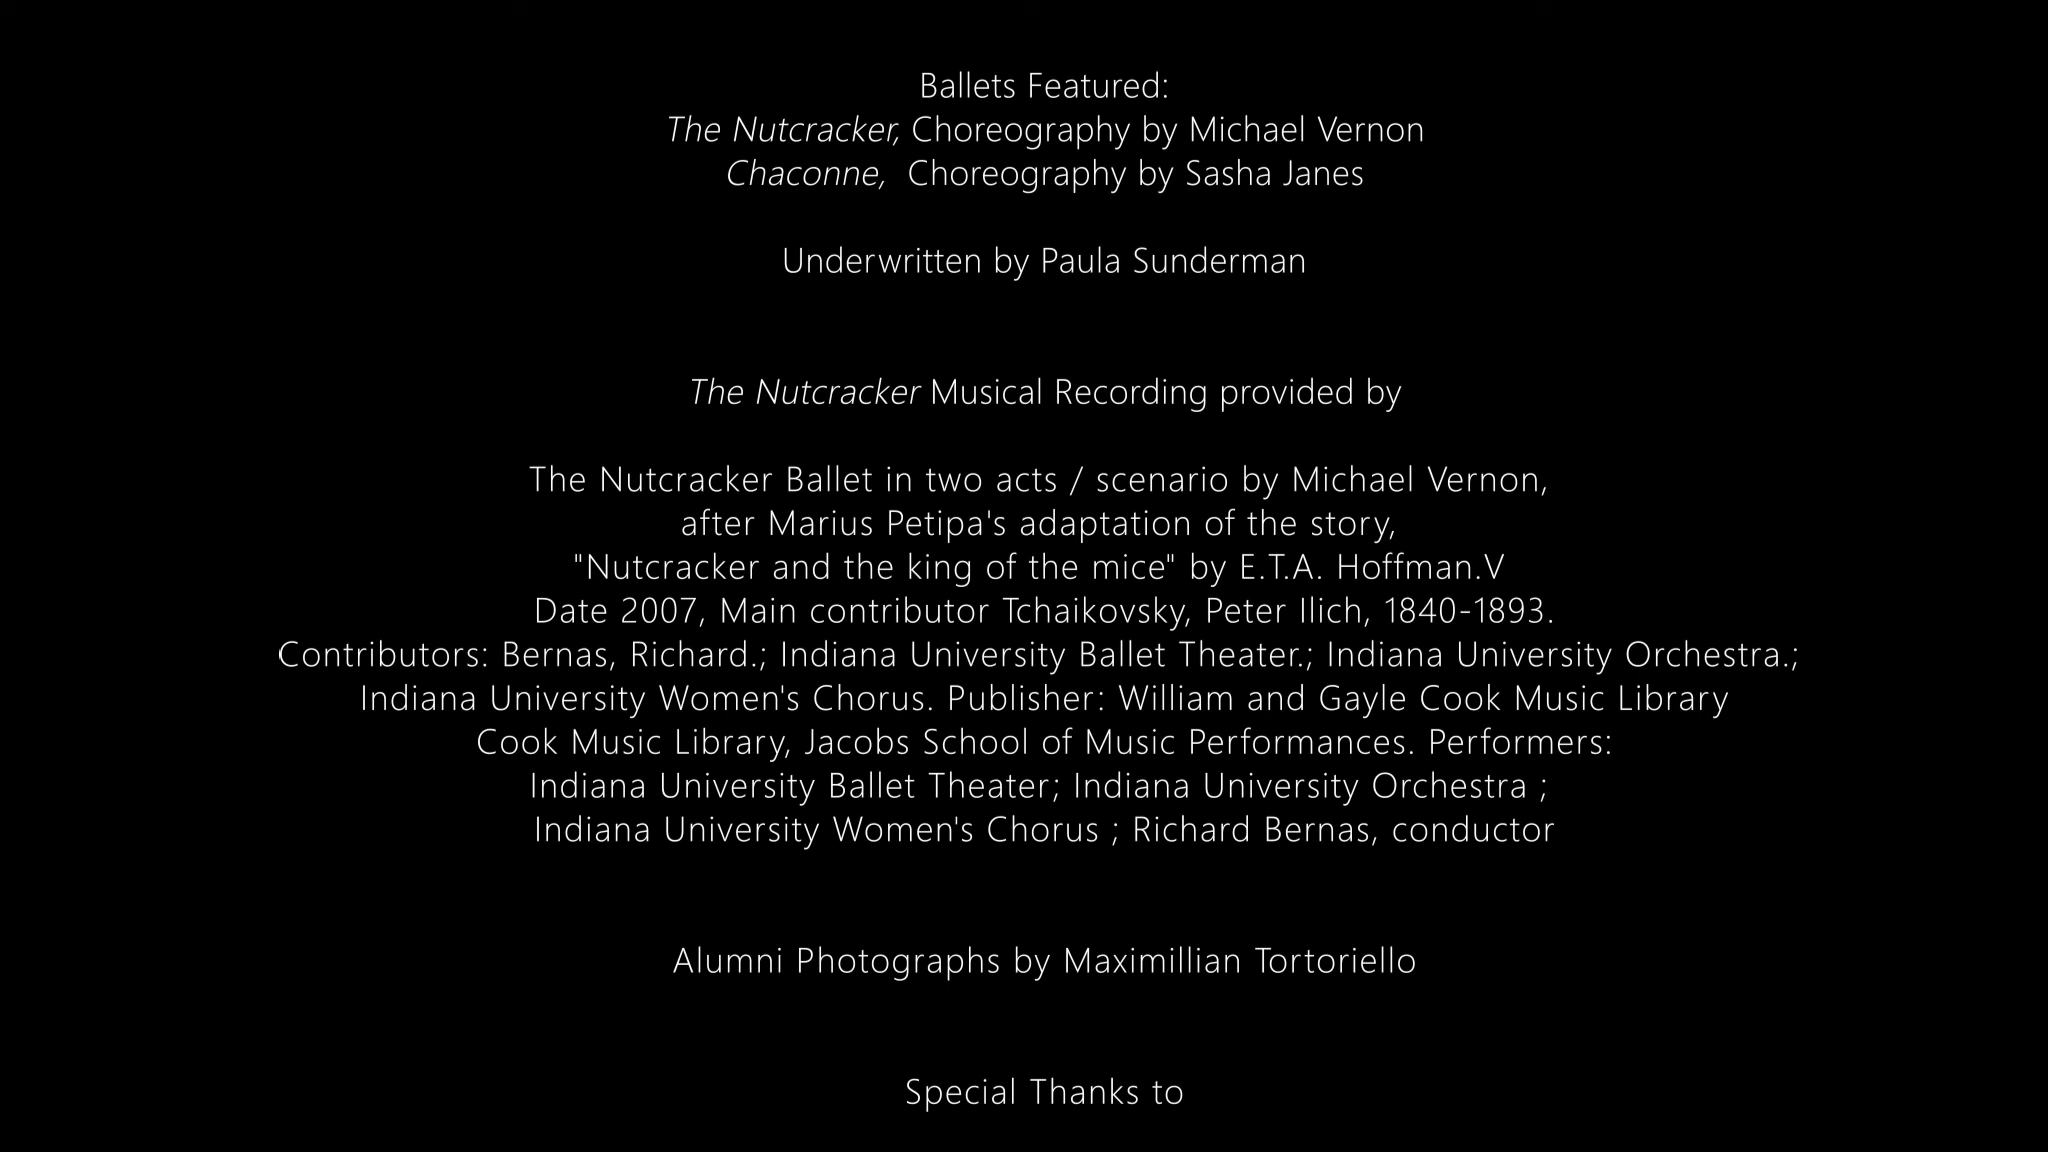 Ballets Featured:
The Nutcracker, Choreography by Michael Vernon
Chaconne, Choreography by Sasha Janes
Underwritten by Paula Sunderman
The Nutcracker Musical Recording provided by
The Nutcracker Ballet in two acts / scenario by Michael Vernon,
after Marius Petipa's adaptation of the story,
"Nutcracker and the king of the mice" by E.T.A. Hoffman.V
Date 2007, Main contributor Tchaikovsky, Peter Ilich, 1840-1893.
Contributors: Bernas, Richard.; Indiana University Ballet Theater.; Indiana University Orchestra.;
Indiana University Women's Chorus. Publisher: William and Gayle Cook Music Library
Cook Music Library, Jacobs School of Music Performances. Performers:
Indiana University Ballet Theater; Indiana University Orchestra ;
Indiana University Women's Chorus ; Richard Bernas, conductor
Alumni Photographs by Maximillian Tortoriello
Special Thanks to